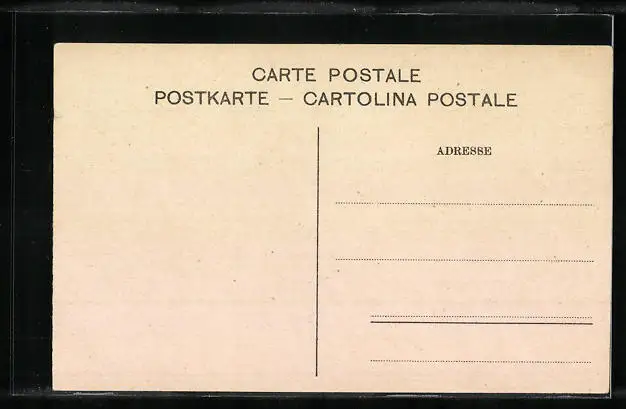 CARTE POSTALE
POSTKARTE — CARTOLINA POSTALE
ADRESSE